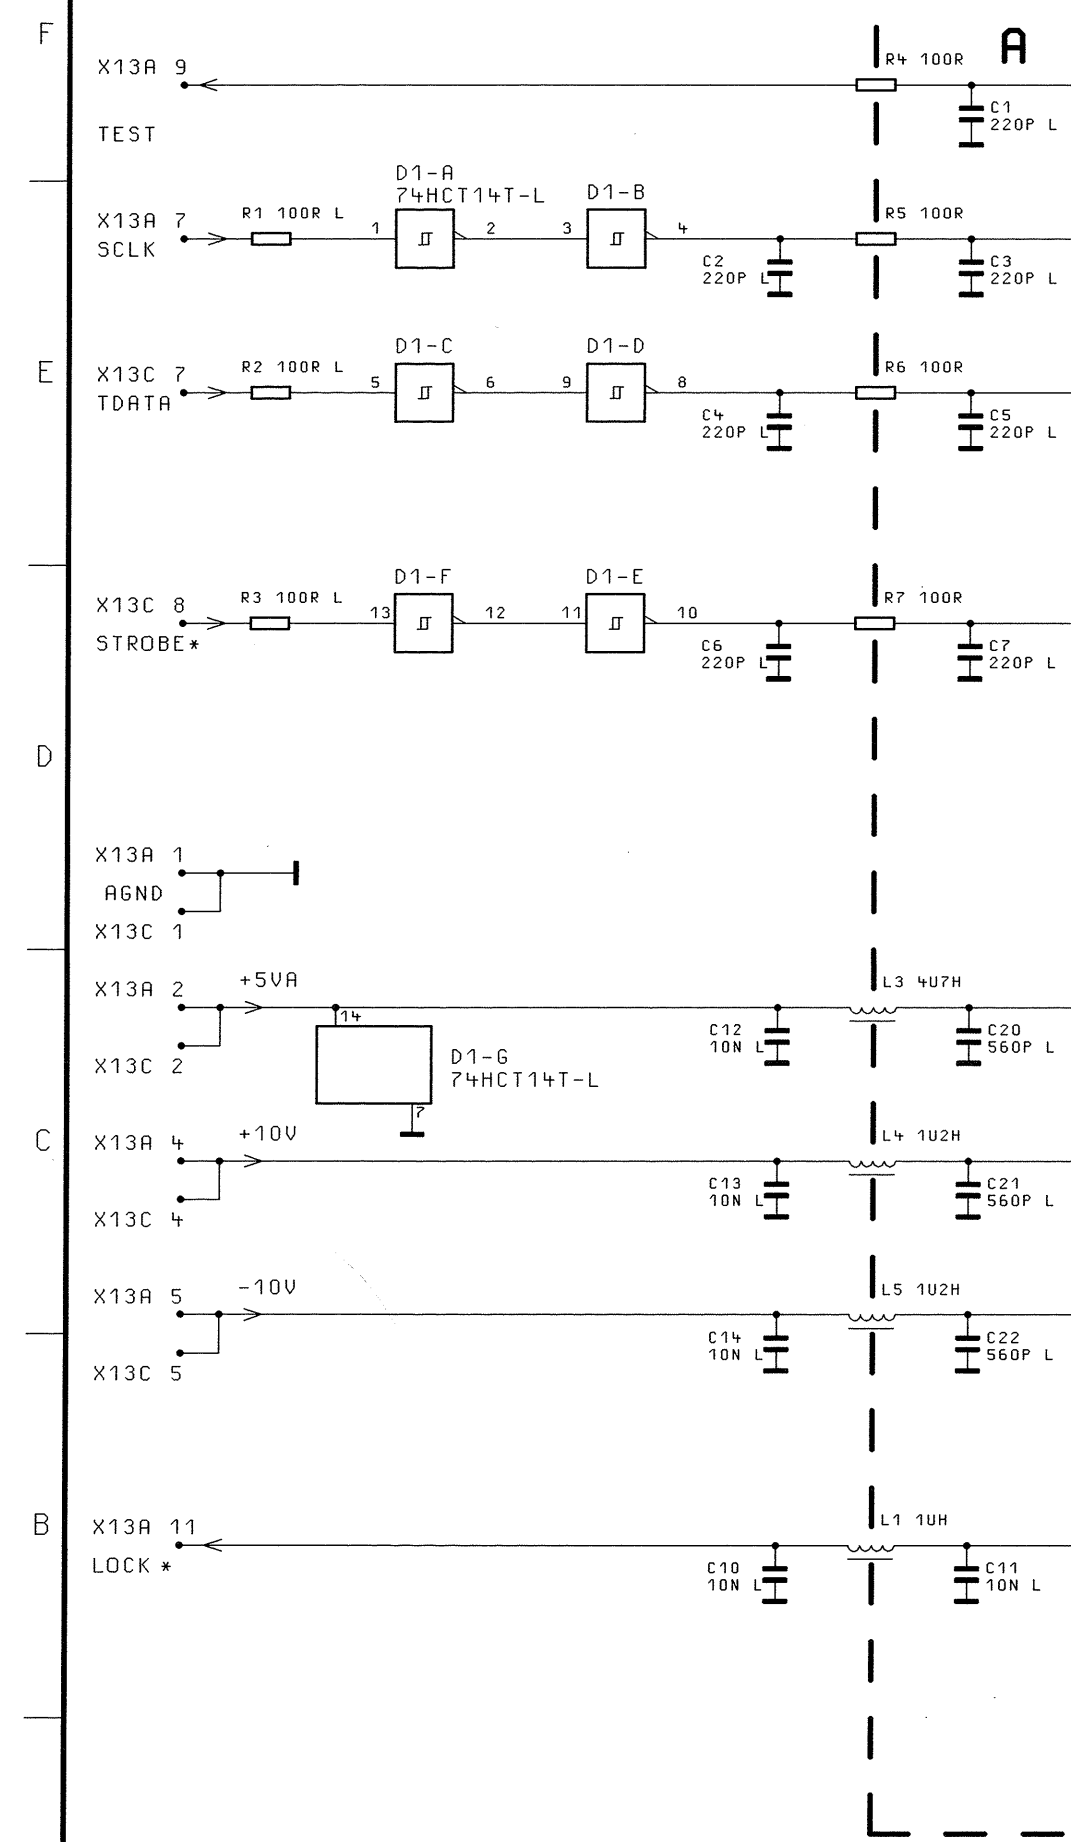 F
A
X13A 9
R4 100R
C1
220P L
TEST
D1-A
74HCT14T-L
D1-B
X13A 7
SCLK
R1 100R L
1
2
3
4
R5 100R
C2
220P L
C3
220P L
E
D1-C
D1-D
X13C 7
TDATA
R2 100R L
5
6
9
8
R6 100R
C4
220P L
C5
220P L
D1-F
D1-E
X13C 8
STROBE*
R3 100R L
13
12
11
10
R7 100R
C6
220P L
C7
220P L
D
X13A 1
AGND
X13C 1
X13A 2
+5VA
L3 4U7H
14
C12
10N L
C20
560P L
X13C 2
D1-G
74HCT14T-L
7
C
X13A 4
+10V
L4 1U2H
C13
10N L
C21
560P L
X13C 4
X13A 5
-10V
L5 1U2H
C14
10N L
C22
560P L
X13C 5
B
X13A 11
LOCK *
L1 1UH
C10
10N L
C11
10N L